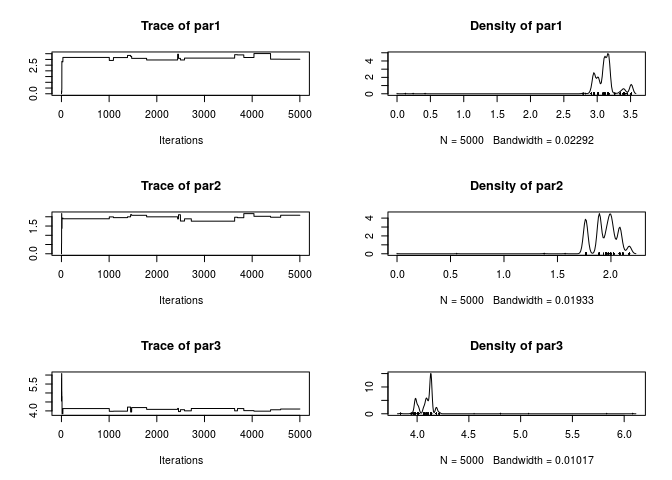 Trace of par1
2.5
0.0
0 1000 2000 3000 4000 5000
Iterations
Density of par1
4
2
0
0.0 0.5 1.0 1.5 2.0 2.5 3.0 3.5
N = 5000 Bandwidth = 0.02292
Trace of par2
1.5
0.0
0 1000 2000 3000 4000 5000
Iterations
Density of par2
4
2
0
0.0 0.5 1.0 1.5 2.0
N = 5000 Bandwidth = 0.01933
Trace of par3
5.5
4.0
0 1000 2000 3000 4000 5000
Iterations
Density of par3
10
0
4.0 4.5 5.0 5.5 6.0
N = 5000 Bandwidth = 0.01017